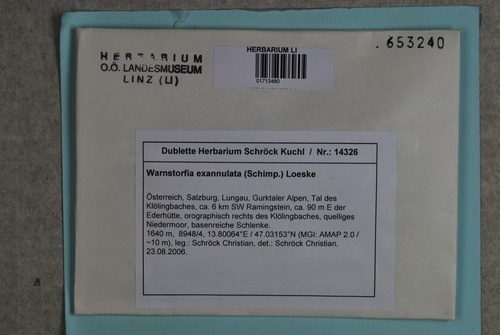 HERBARIUM
O.Ö. LANDESMUSEUM
LINZ (LI)
HERBARIUM LI
01713480
.653240
Dublette Herbarium Schröck Kuchl / Nr.: 14326
Warnstorfia exannulata (Schimp.) Loeske
Österreich, Salzburg, Lungau, Gurktaler Alpen, Tal des
Klölingbaches, ca. 6 km SW Ramingstein, ca. 90 m E der
Ederhütte, orographisch rechts des Klölingbaches, quelliges
Niedermoor, basenreiche Schlenke.
1640 m, 8948/4, 13.80064°E / 47.03153°N (MGI: AMAP 2.0 /
~10 m), leg.: Schröck Christian, det.: Schröck Christian,
23.08.2006.